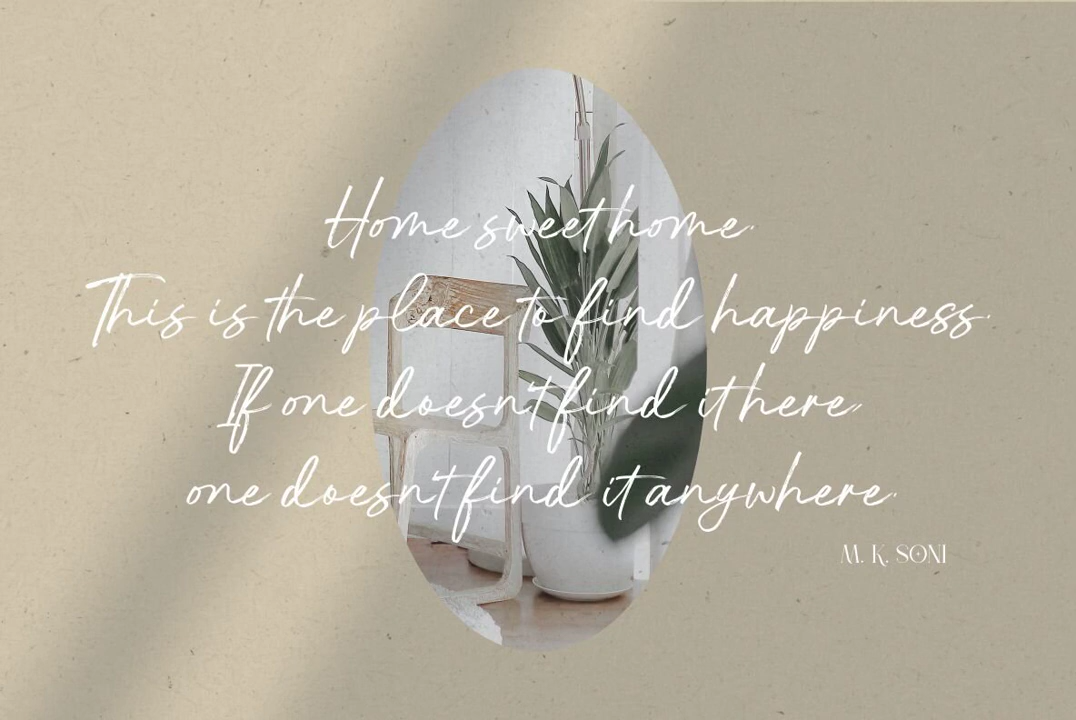 Home sweet home.
This is the place to find happiness.
If one doesn't find it here,
one doesn't find it anywhere.
M. K. SONI